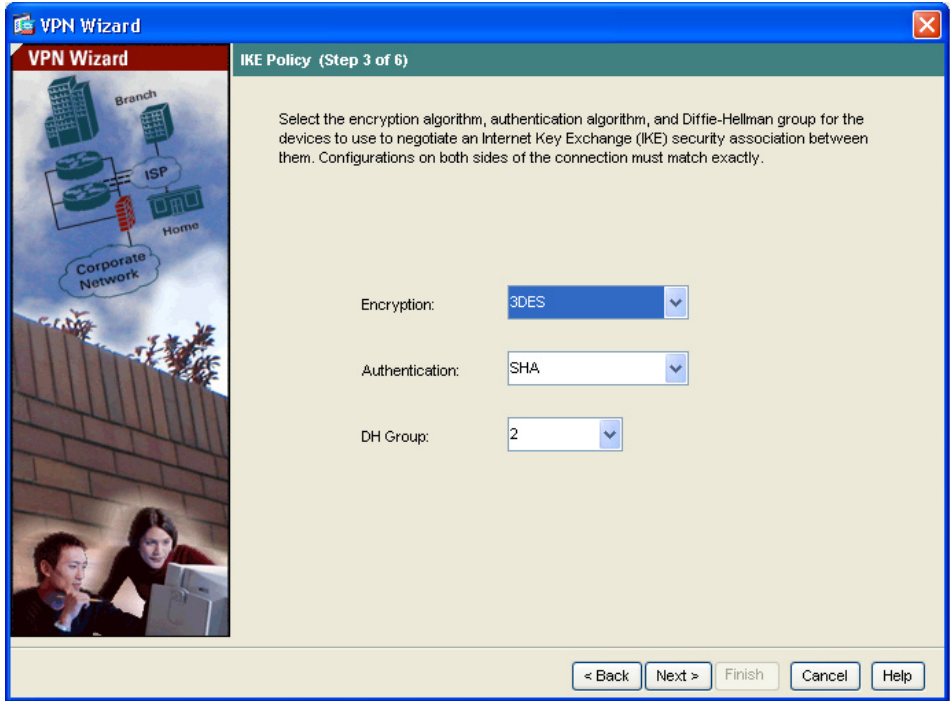 VPN Wizard
VPN Wizard
Branch
ISP
Home
Corporate
Network
IKE Policy (Step 3 of 6)
Select the encryption algorithm, authentication algorithm, and Diffie-Hellman group for the
devices to use to negotiate an Internet Key Exchange (IKE) security association between
them. Configurations on both sides of the connection must match exactly.
Encryption: 3DES
Authentication: SHA
DH Group: 2
< Back Next > Finish Cancel Help